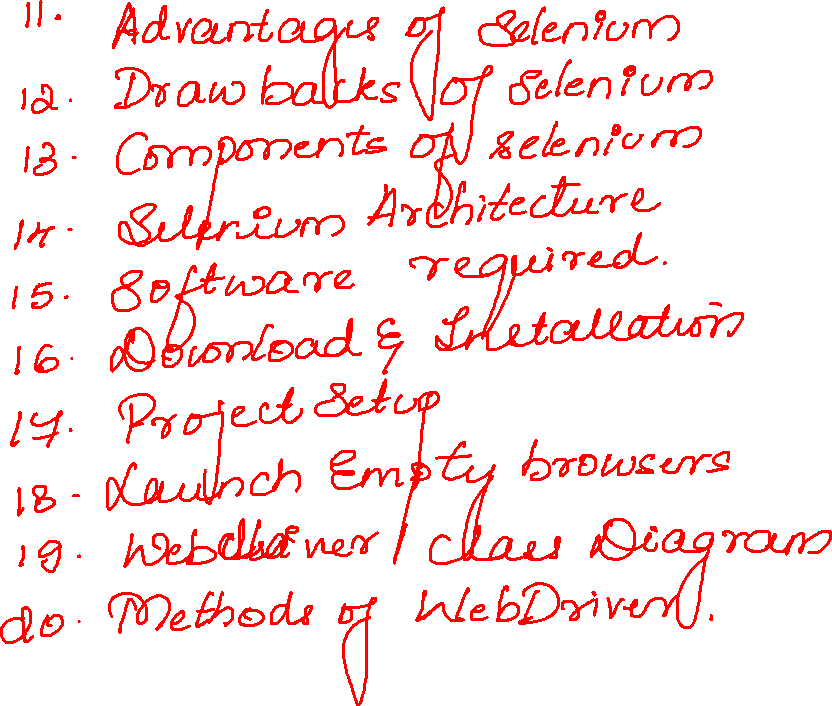 11. Advantages of Selenium
12. Drawbacks of Selenium
13. Components of selenium
14. Selenium Architecture
15. Software required.
16. Download & Installation
17. Project Setup
18. Launch Empty browsers
19. Webdriver / class Diagram
20. Methods of WebDriver.